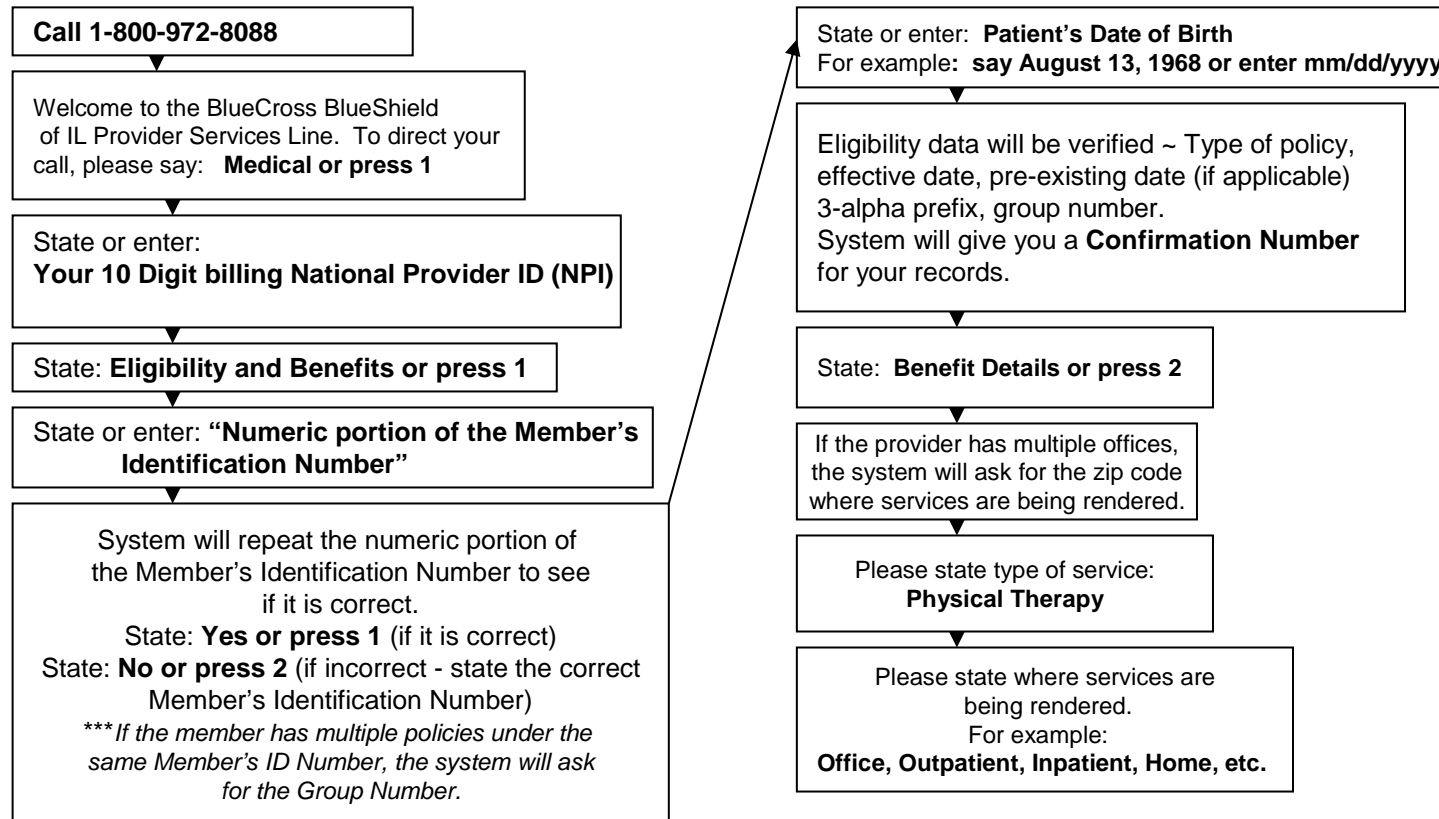 Call 1-800-972-8088
Welcome to the BlueCross BlueShield
of IL Provider Services Line. To direct your
call, please say: Medical or press 1
State or enter:
Your 10 Digit billing National Provider ID (NPI)
State: Eligibility and Benefits or press 1
State or enter: “Numeric portion of the Member’s
Identification Number”
System will repeat the numeric portion of
the Member’s Identification Number to see
if it is correct.
State: Yes or press 1 (if it is correct)
State: No or press 2 (if incorrect - state the correct
Member’s Identification Number)
***If the member has multiple policies under the
same Member’s ID Number, the system will ask
for the Group Number.
State or enter: Patient’s Date of Birth
For example: say August 13, 1968 or enter mm/dd/yyyy
Eligibility data will be verified ~ Type of policy,
effective date, pre-existing date (if applicable)
3-alpha prefix, group number.
System will give you a Confirmation Number
for your records.
State: Benefit Details or press 2
If the provider has multiple offices,
the system will ask for the zip code
where services are being rendered.
Please state type of service:
Physical Therapy
Please state where services are
being rendered.
For example:
Office, Outpatient, Inpatient, Home, etc.